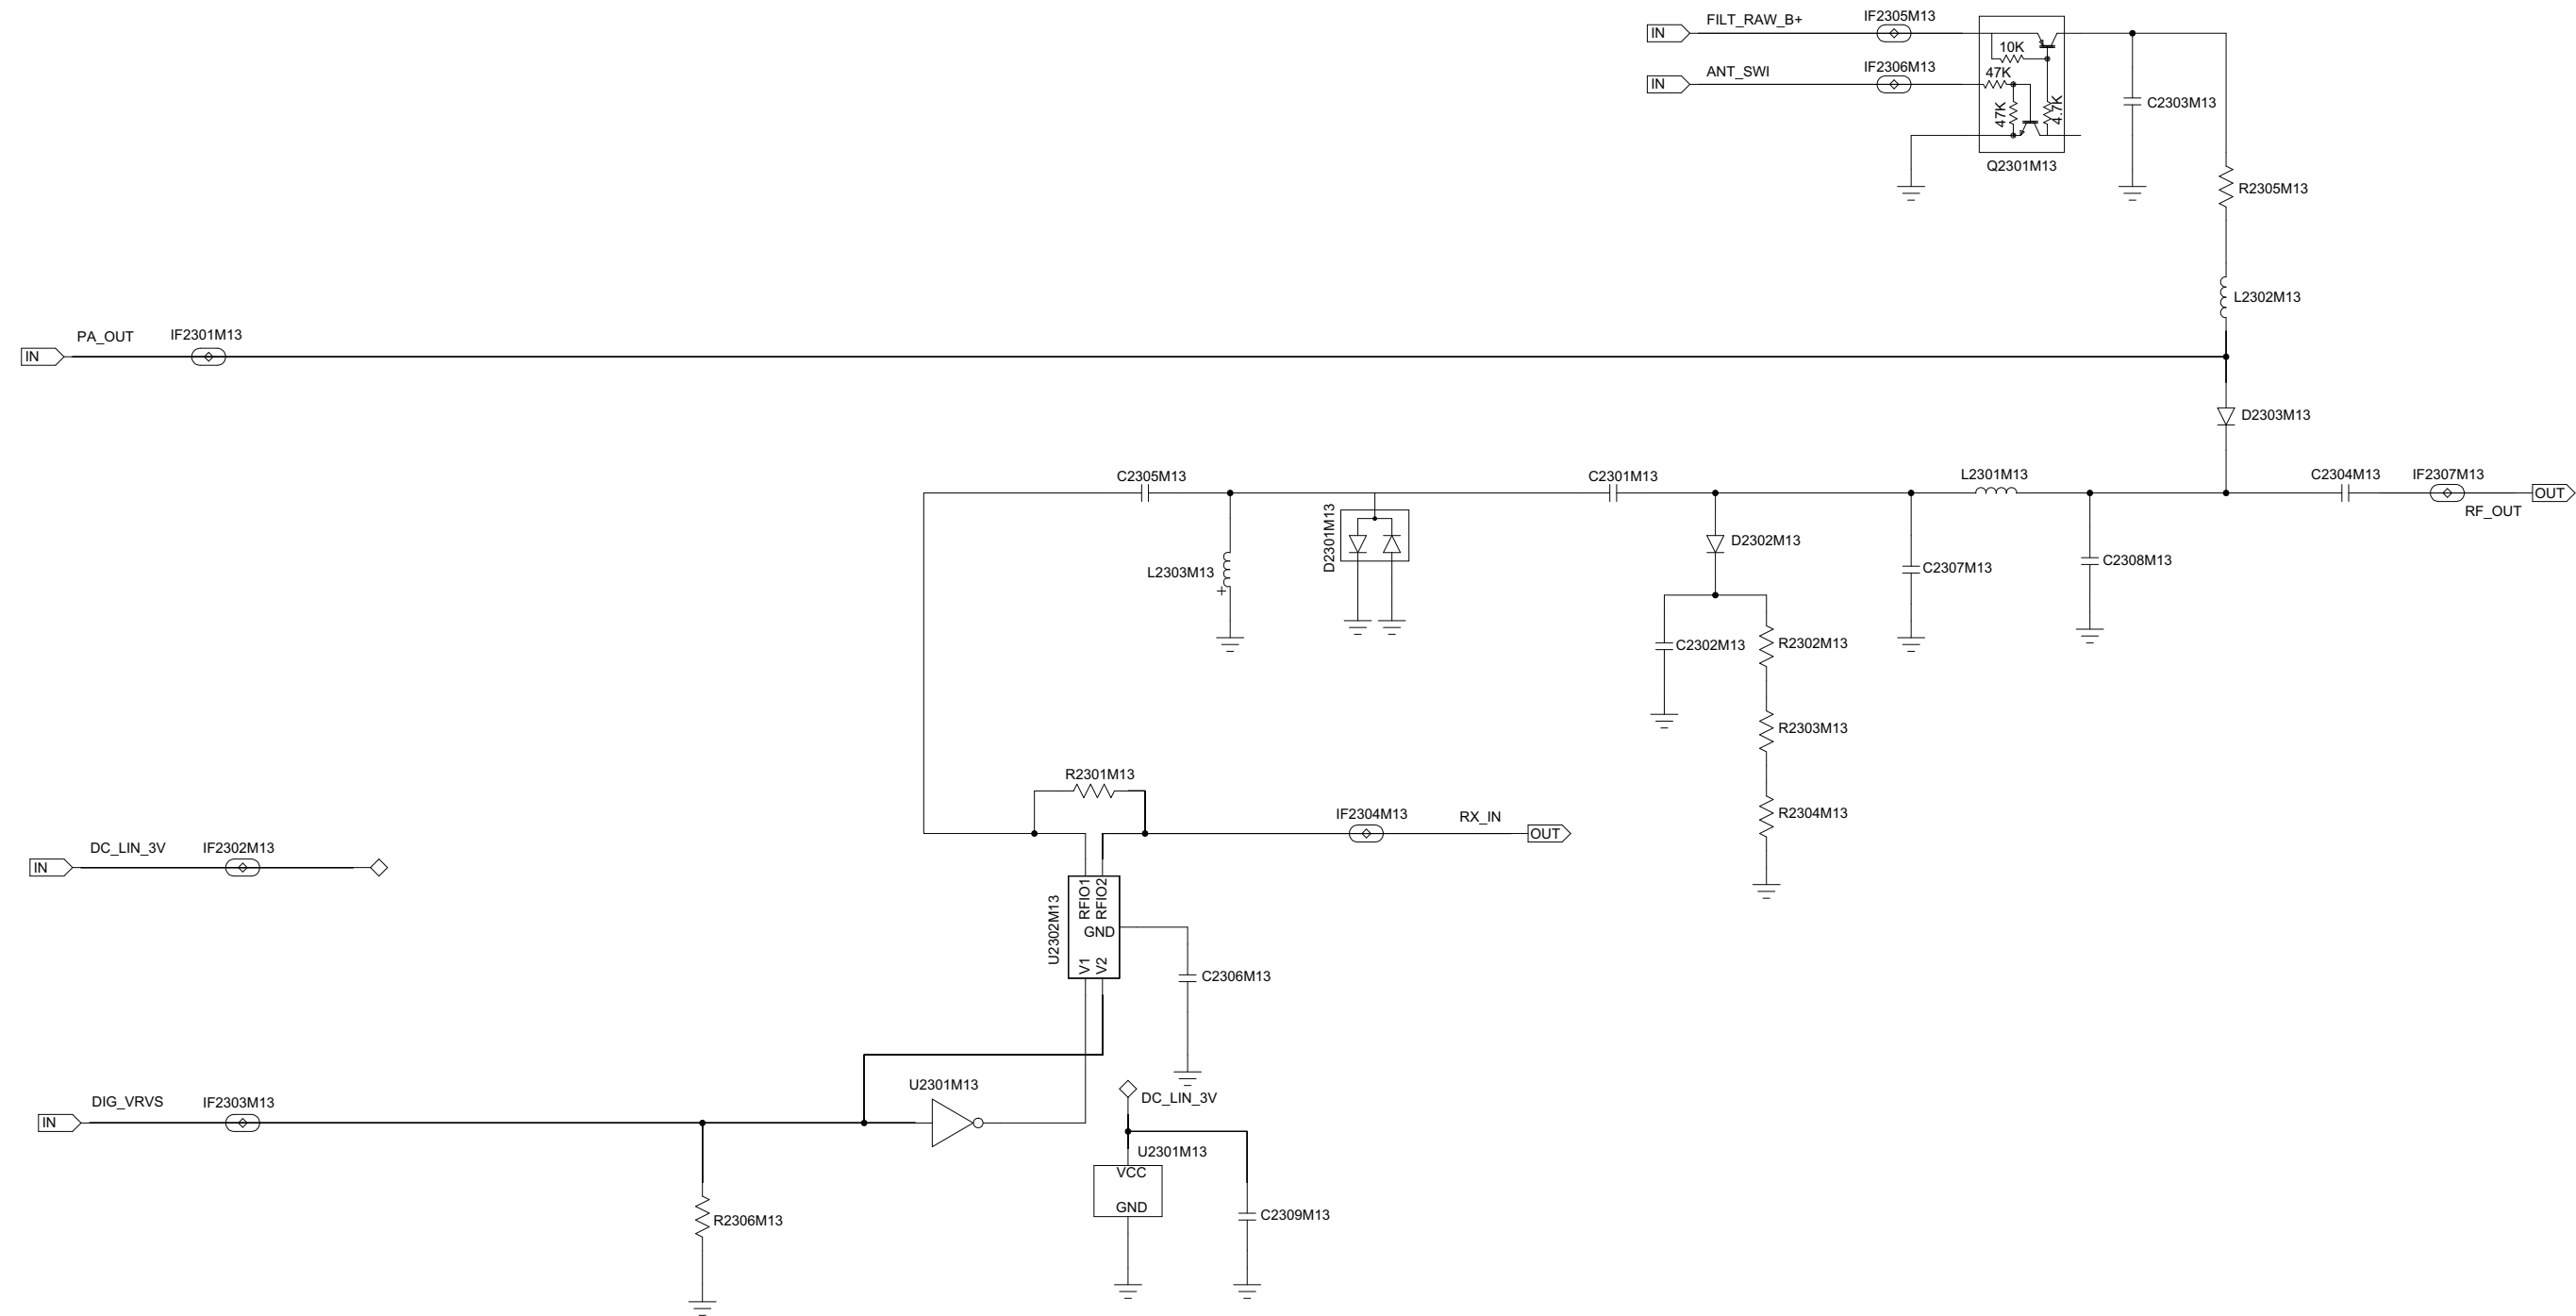 IN
FILT_RAW_B+
IF2305M13
10K
IN
ANT_SWI
IF2306M13
47K
47K
4.7K
C2303M13
Q2301M13
R2305M13
L2302M13
IN
PA_OUT
IF2301M13
D2303M13
C2305M13
C2301M13
L2301M13
C2304M13
IF2307M13
OUT
RF_OUT
D2301M13
D2302M13
L2303M13
+
C2307M13
C2308M13
C2302M13
R2302M13
R2303M13
R2301M13
R2304M13
IF2304M13
RX_IN
OUT
IN
DC_LIN_3V
IF2302M13
U2302M13
RFIO1
RFIO2
GND
V1
V2
C2306M13
U2301M13
DC_LIN_3V
IN
DIG_VRVS
IF2303M13
U2301M13
VCC
GND
R2306M13
C2309M13